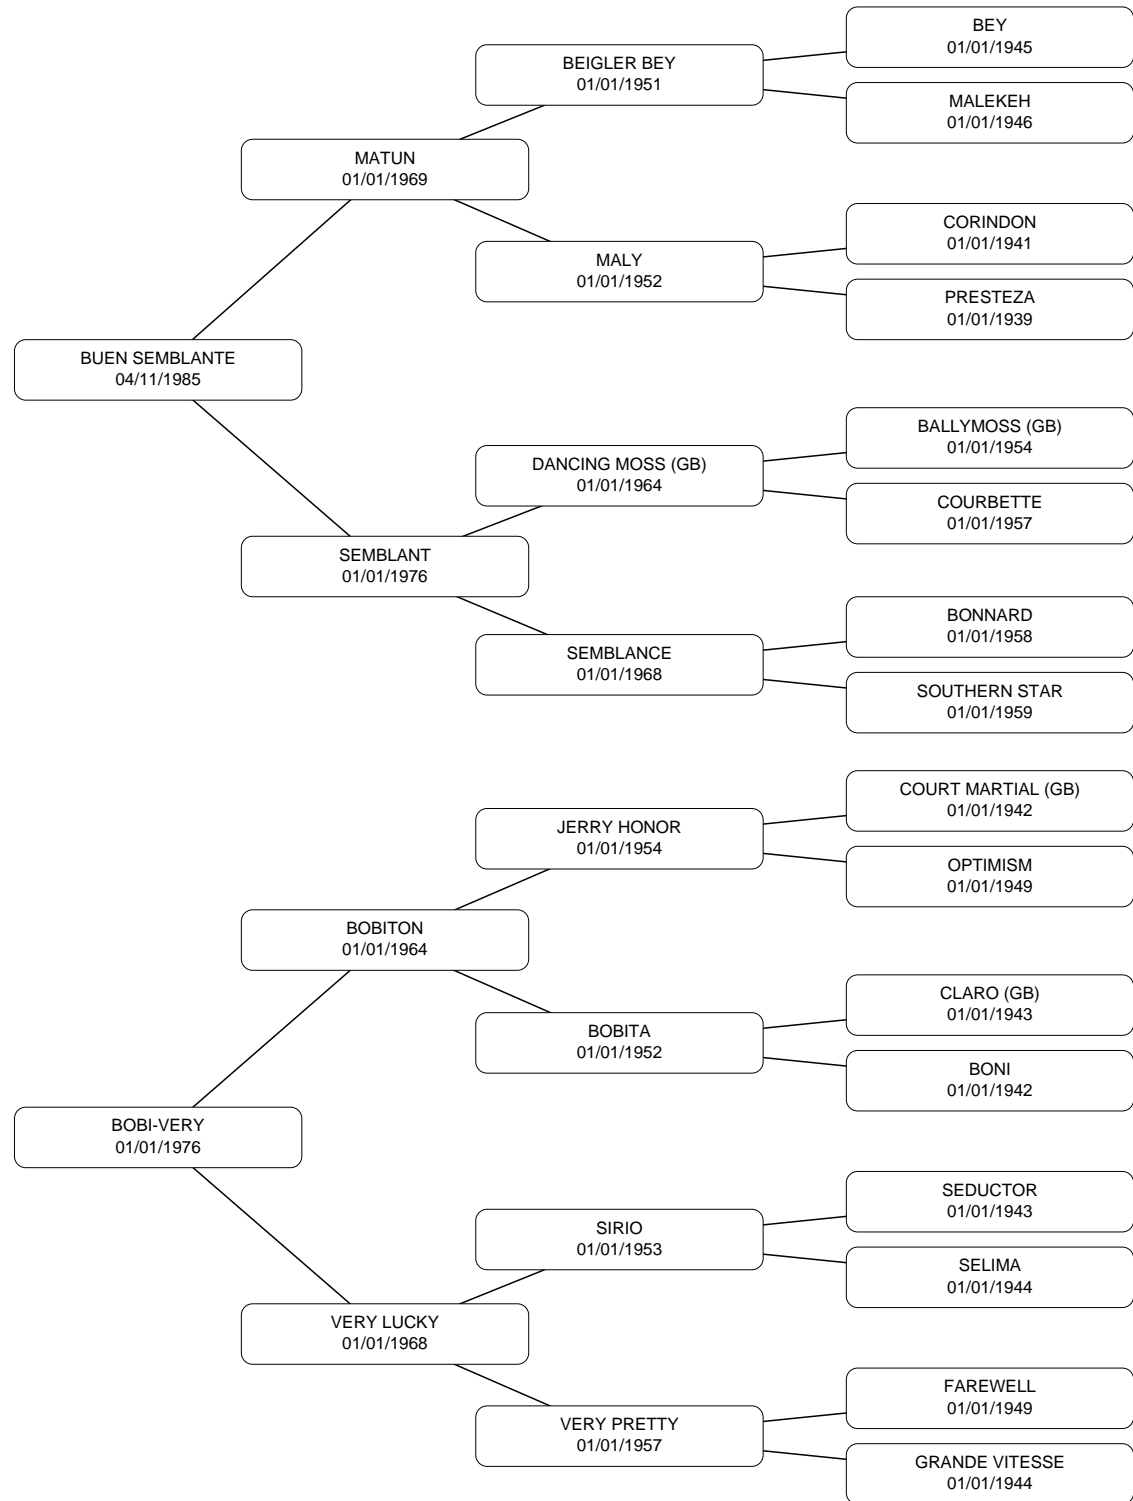 BEY
01/01/1945
BEIGLER BEY
01/01/1951
MALEKEH
01/01/1946
MATUN
01/01/1969
CORINDON
01/01/1941
MALY
01/01/1952
PRESTEZA
01/01/1939
BUEN SEMBLANTE
04/11/1985
BALLYMOSS (GB)
01/01/1954
DANCING MOSS (GB)
01/01/1964
COURBETTE
01/01/1957
SEMBLANT
01/01/1976
BONNARD
01/01/1958
SEMBLANCE
01/01/1968
SOUTHERN STAR
01/01/1959
COURT MARTIAL (GB)
01/01/1942
JERRY HONOR
01/01/1954
OPTIMISM
01/01/1949
BOBITON
01/01/1964
CLARO (GB)
01/01/1943
BOBITA
01/01/1952
BONI
01/01/1942
BOBI-VERY
01/01/1976
SEDUCTOR
01/01/1943
SIRIO
01/01/1953
SELIMA
01/01/1944
VERY LUCKY
01/01/1968
FAREWELL
01/01/1949
VERY PRETTY
01/01/1957
GRANDE VITESSE
01/01/1944